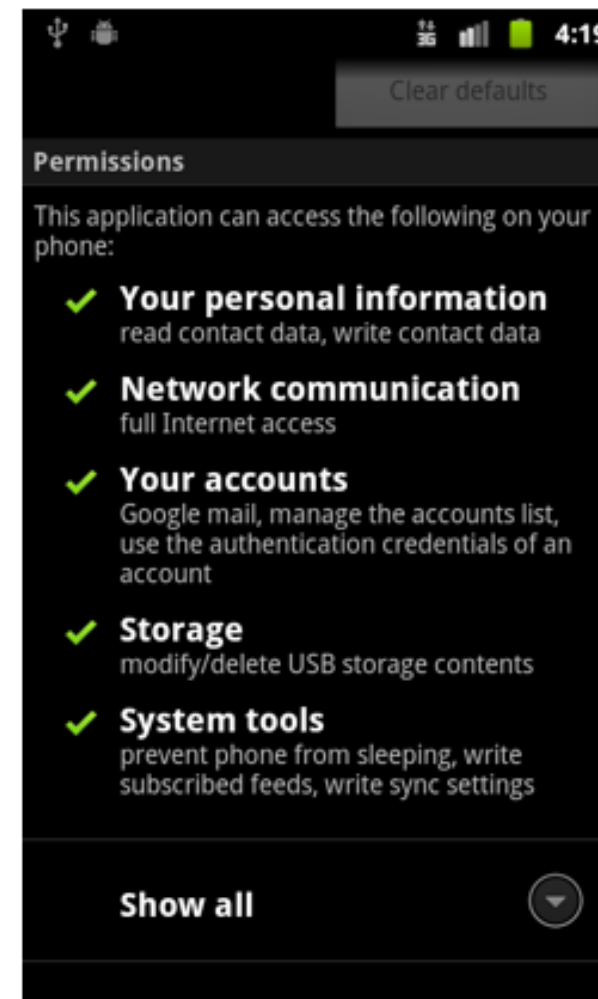 3G 4:19
Clear defaults
Permissions
This application can access the following on your
phone:
Your personal information
read contact data, write contact data
Network communication
full Internet access
Your accounts
Google mail, manage the accounts list,
use the authentication credentials of an
account
Storage
modify/delete USB storage contents
System tools
prevent phone from sleeping, write
subscribed feeds, write sync settings
Show all